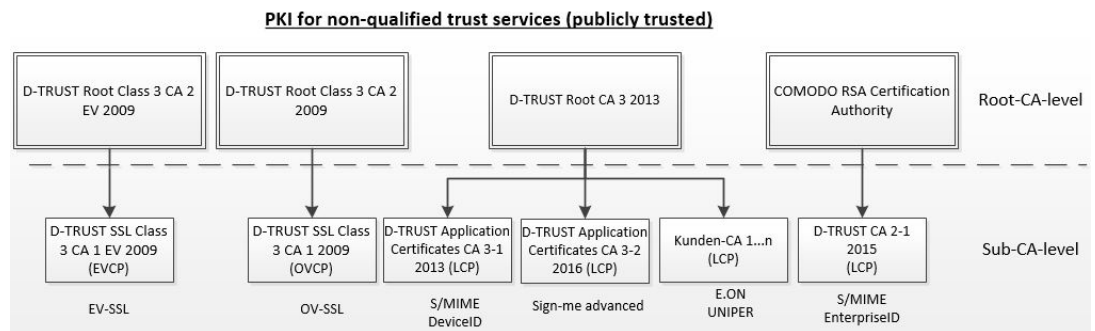 PKI for non-qualified trust services (publicly trusted)
D-TRUST Root Class 3 CA 2
EV 2009
D-TRUST Root Class 3 CA 2
2009
D-TRUST Root CA 3 2013
COMODO RSA Certification
Authority
Root-CA-level
D-TRUST SSL Class
3 CA 1 EV 2009
(EVCP)
D-TRUST SSL Class
3 CA 1 2009
(OVCP)
D-TRUST Application
Certificates CA 3-1
2013 (LCP)
D-TRUST Application
Certificates CA 3-2
2016 (LCP)
Kunden-CA 1...n
(LCP)
D-TRUST CA 2-1
2015
(LCP)
Sub-CA-level
EV-SSL
OV-SSL
S/MIME
DeviceID
Sign-me advanced
E.ON
UNIPER
S/MIME
EnterpriseID